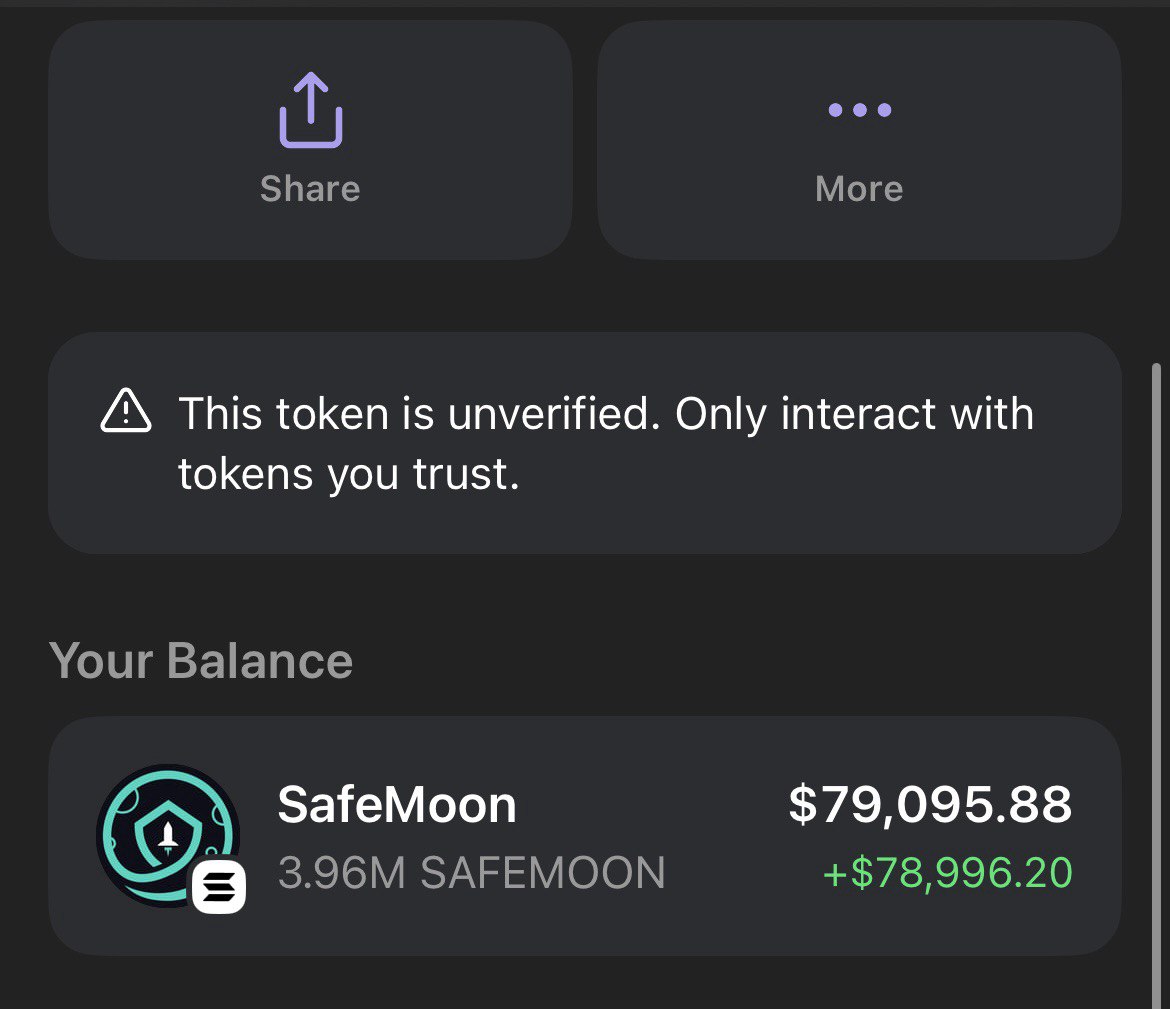 Share
More
This token is unverified. Only interact with
tokens you trust.
Your Balance
SafeMoon
$79,095.88
3.96M SAFEMOON
+$78,996.20